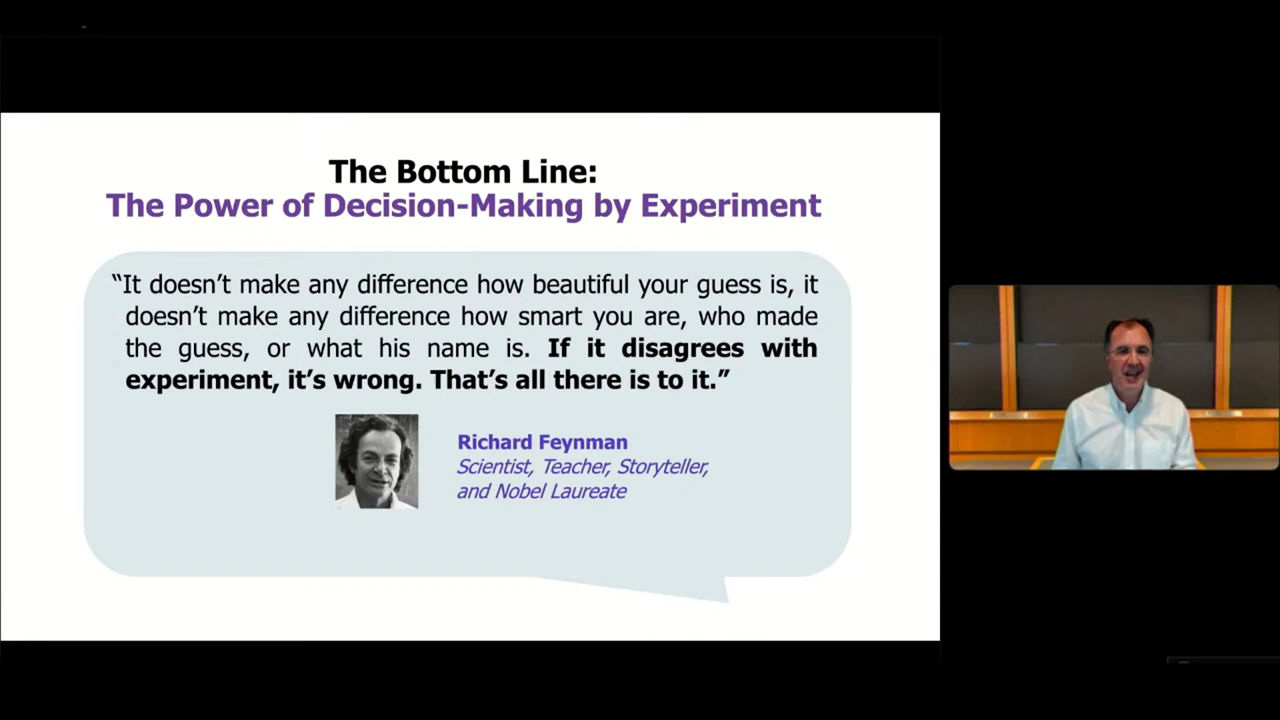 The Bottom Line:
The Power of Decision-Making by Experiment
“It doesn’t make any difference how beautiful your guess is, it
doesn’t make any difference how smart you are, who made
the guess, or what his name is. If it disagrees with
experiment, it’s wrong. That’s all there is to it.”
Richard Feynman
Scientist, Teacher, Storyteller,
and Nobel Laureate